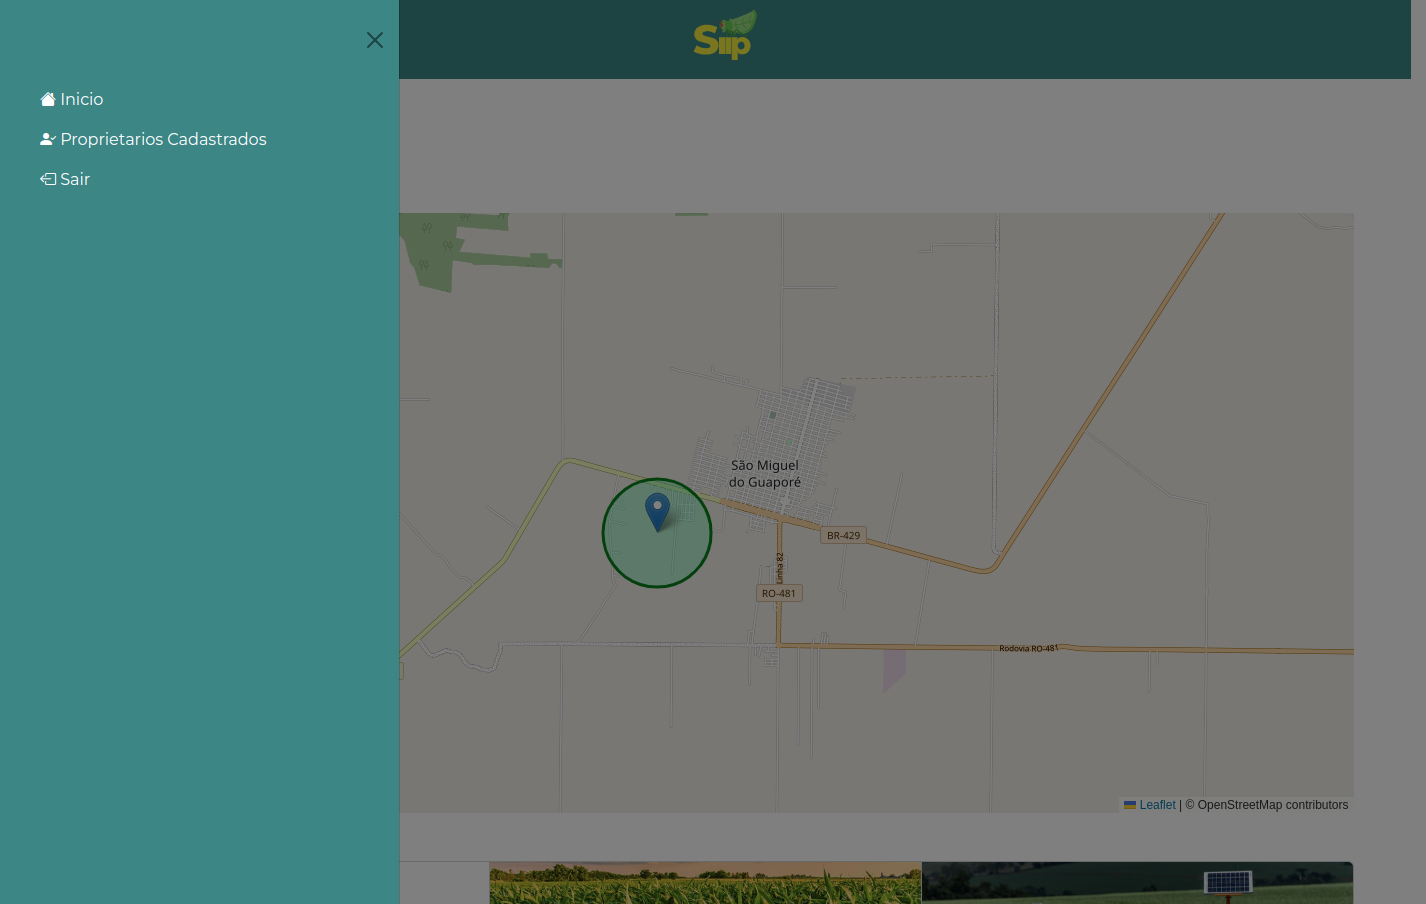 Siip
Inicio
Proprietarios Cadastrados
Sair
São Miguel
do Guaporé
BR-429
Linha 82
RO-481
Rodovia RO-481
Leaflet | © OpenStreetMap contributors